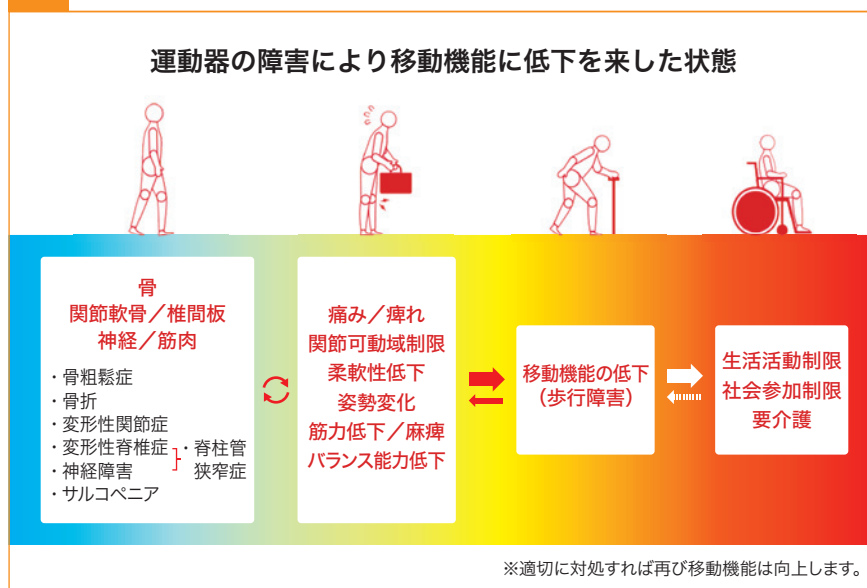 運動器の障害により移動機能に低下を来した状態
骨
関節軟骨／椎間板
神経／筋肉
・骨粗鬆症
・骨折
・変形性関節症
・変形性脊椎症
・神経障害
・脊柱管
狭窄症
・サルコペニア
痛み／痺れ
関節可動域制限
柔軟性低下
姿勢変化
筋力低下／麻痺
バランス能力低下
移動機能の低下
（歩行障害）
生活活動制限
社会参加制限
要介護
※適切に対処すれば再び移動機能は向上します。